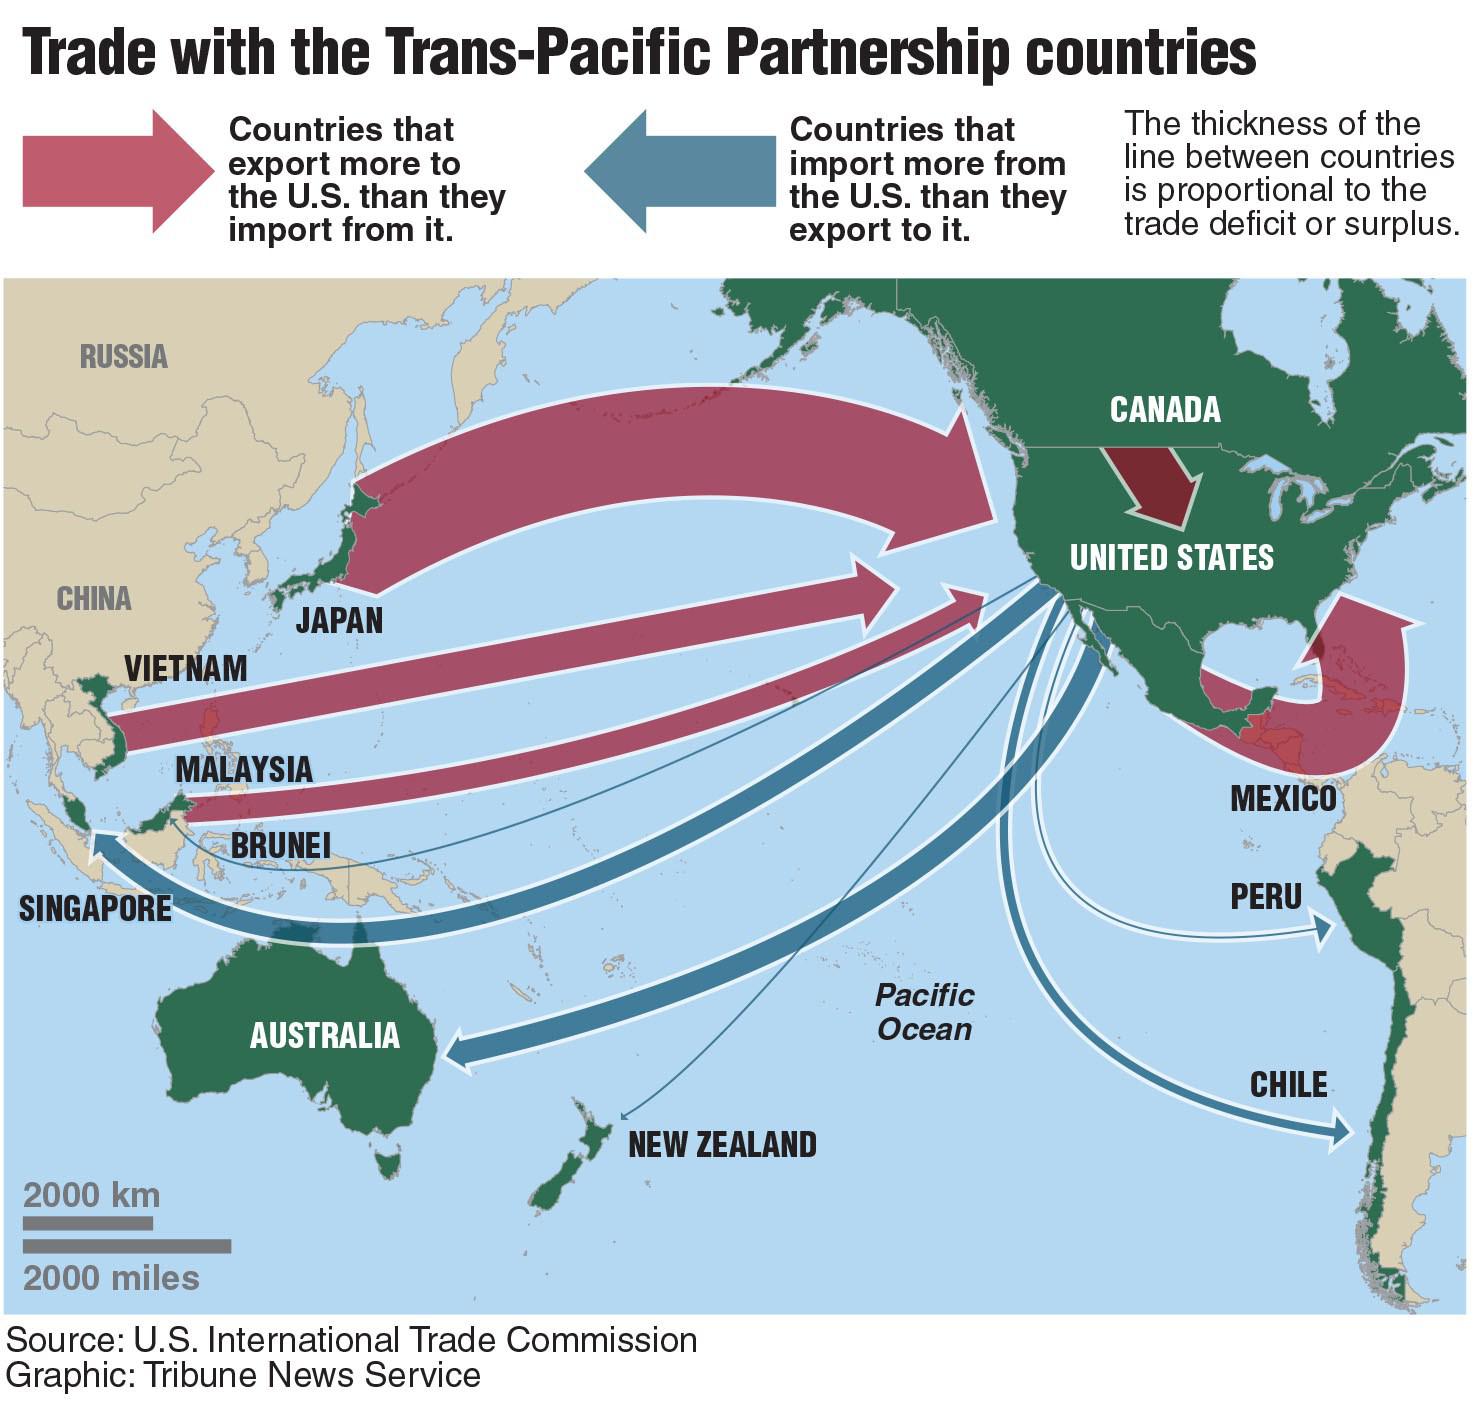 Trade with the Trans-Pacific Partnership countries
Countries that
export more to
the U.S. than they
import from it.
Countries that
import more from
the U.S. than they
export to it.
The thickness of the
line between countries
is proportional to the
trade deficit or surplus.
RUSSIA
CANADA
UNITED STATES
CHINA
JAPAN
VIETNAM
MALAYSIA
MEXICO
BRUNEI
PERU
SINGAPORE
Pacific
Ocean
AUSTRALIA
CHILE
NEW ZEALAND
2000 km
2000 miles
Source: U.S. International Trade Commission
Graphic: Tribune News Service